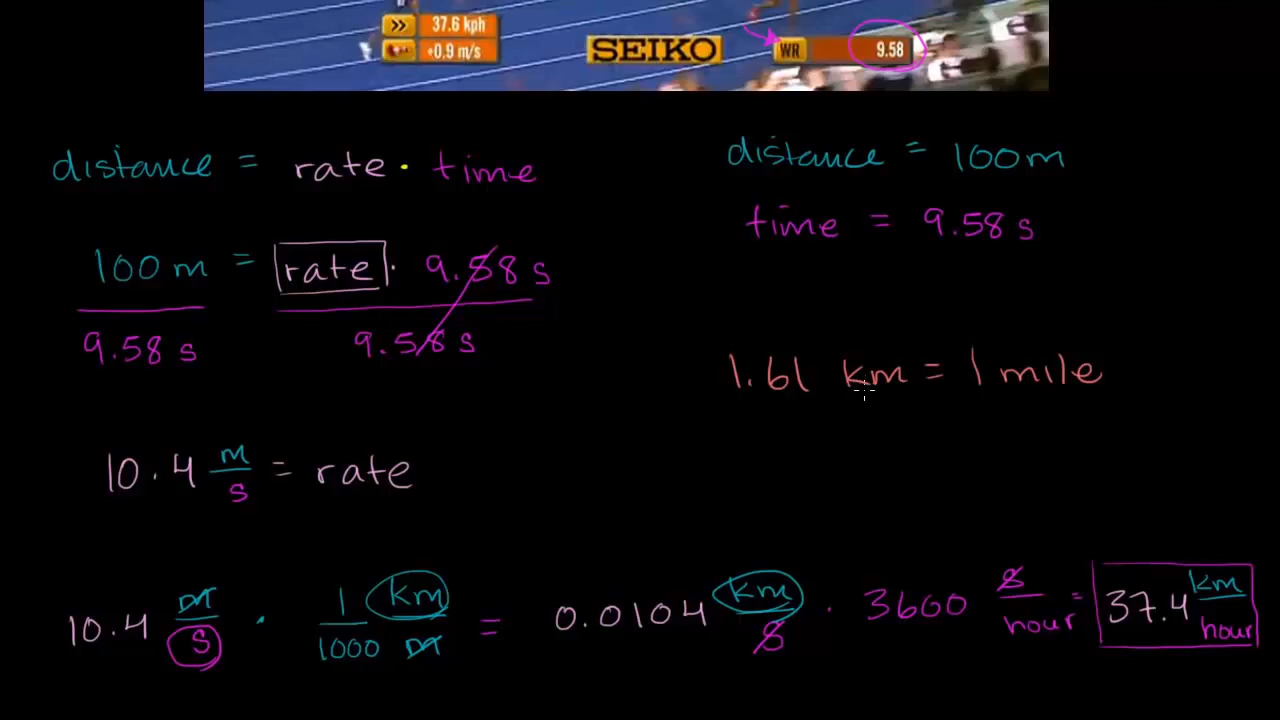 37.6 kph
+0.9 m/s
SEIKO
WR 9.58
distance = rate · time
100 m = rate · 9.58 s
9.58 s 9.58 s
10.4 m/s = rate
distance = 100m
time = 9.58 s
1.61 km = 1 mile
10.4 m/s · 1 km/1000 m = 0.0104 km/s · 3600 s/hour = 37.4 km/hour